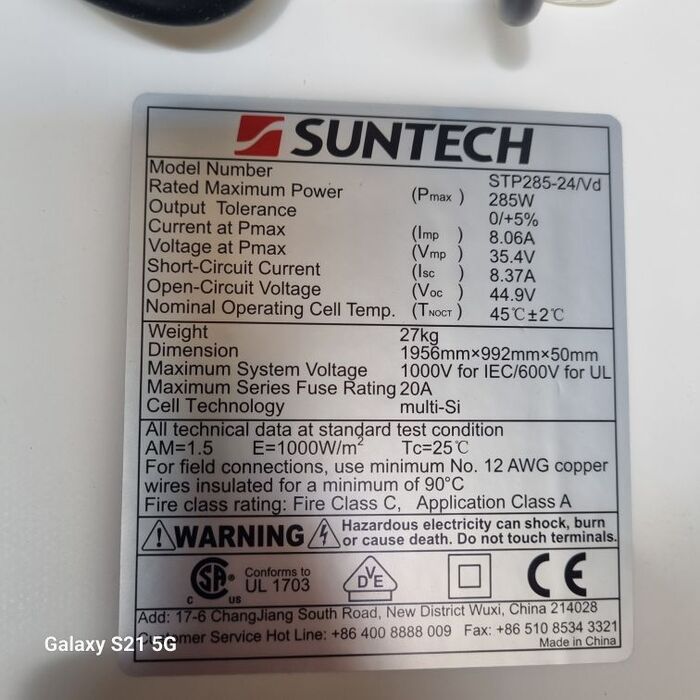 SUNTECH
Model Number STP285-24/Vd
Rated Maximum Power (Pmax) 285W
Output Tolerance 0/+5%
Current at Pmax (Imp) 8.06A
Voltage at Pmax (Vmp) 35.4V
Short-Circuit Current (Isc) 8.37A
Open-Circuit Voltage (Voc) 44.9V
Nominal Operating Cell Temp. (TNOCT) 45℃±2℃
Weight 27kg
Dimension 1956mm×992mm×50mm
Maximum System Voltage 1000V for IEC/600V for UL
Maximum Series Fuse Rating 20A
Cell Technology multi-Si
All technical data at standard test condition
AM=1.5 E=1000W/m² Tc=25℃
For field connections, use minimum No. 12 AWG copper
wires insulated for a minimum of 90°C
Fire class rating: Fire Class C, Application Class A
WARNING Hazardous electricity can shock, burn
or cause death. Do not touch terminals.
SA ® C US Conforms to
UL 1703
DVE
CE
Add: 17-6 ChangJiang South Road, New District Wuxi, China 214028
Customer Service Hot Line: +86 400 8888 009 Fax: +86 510 8534 3321
Made in China
Galaxy S21 5G